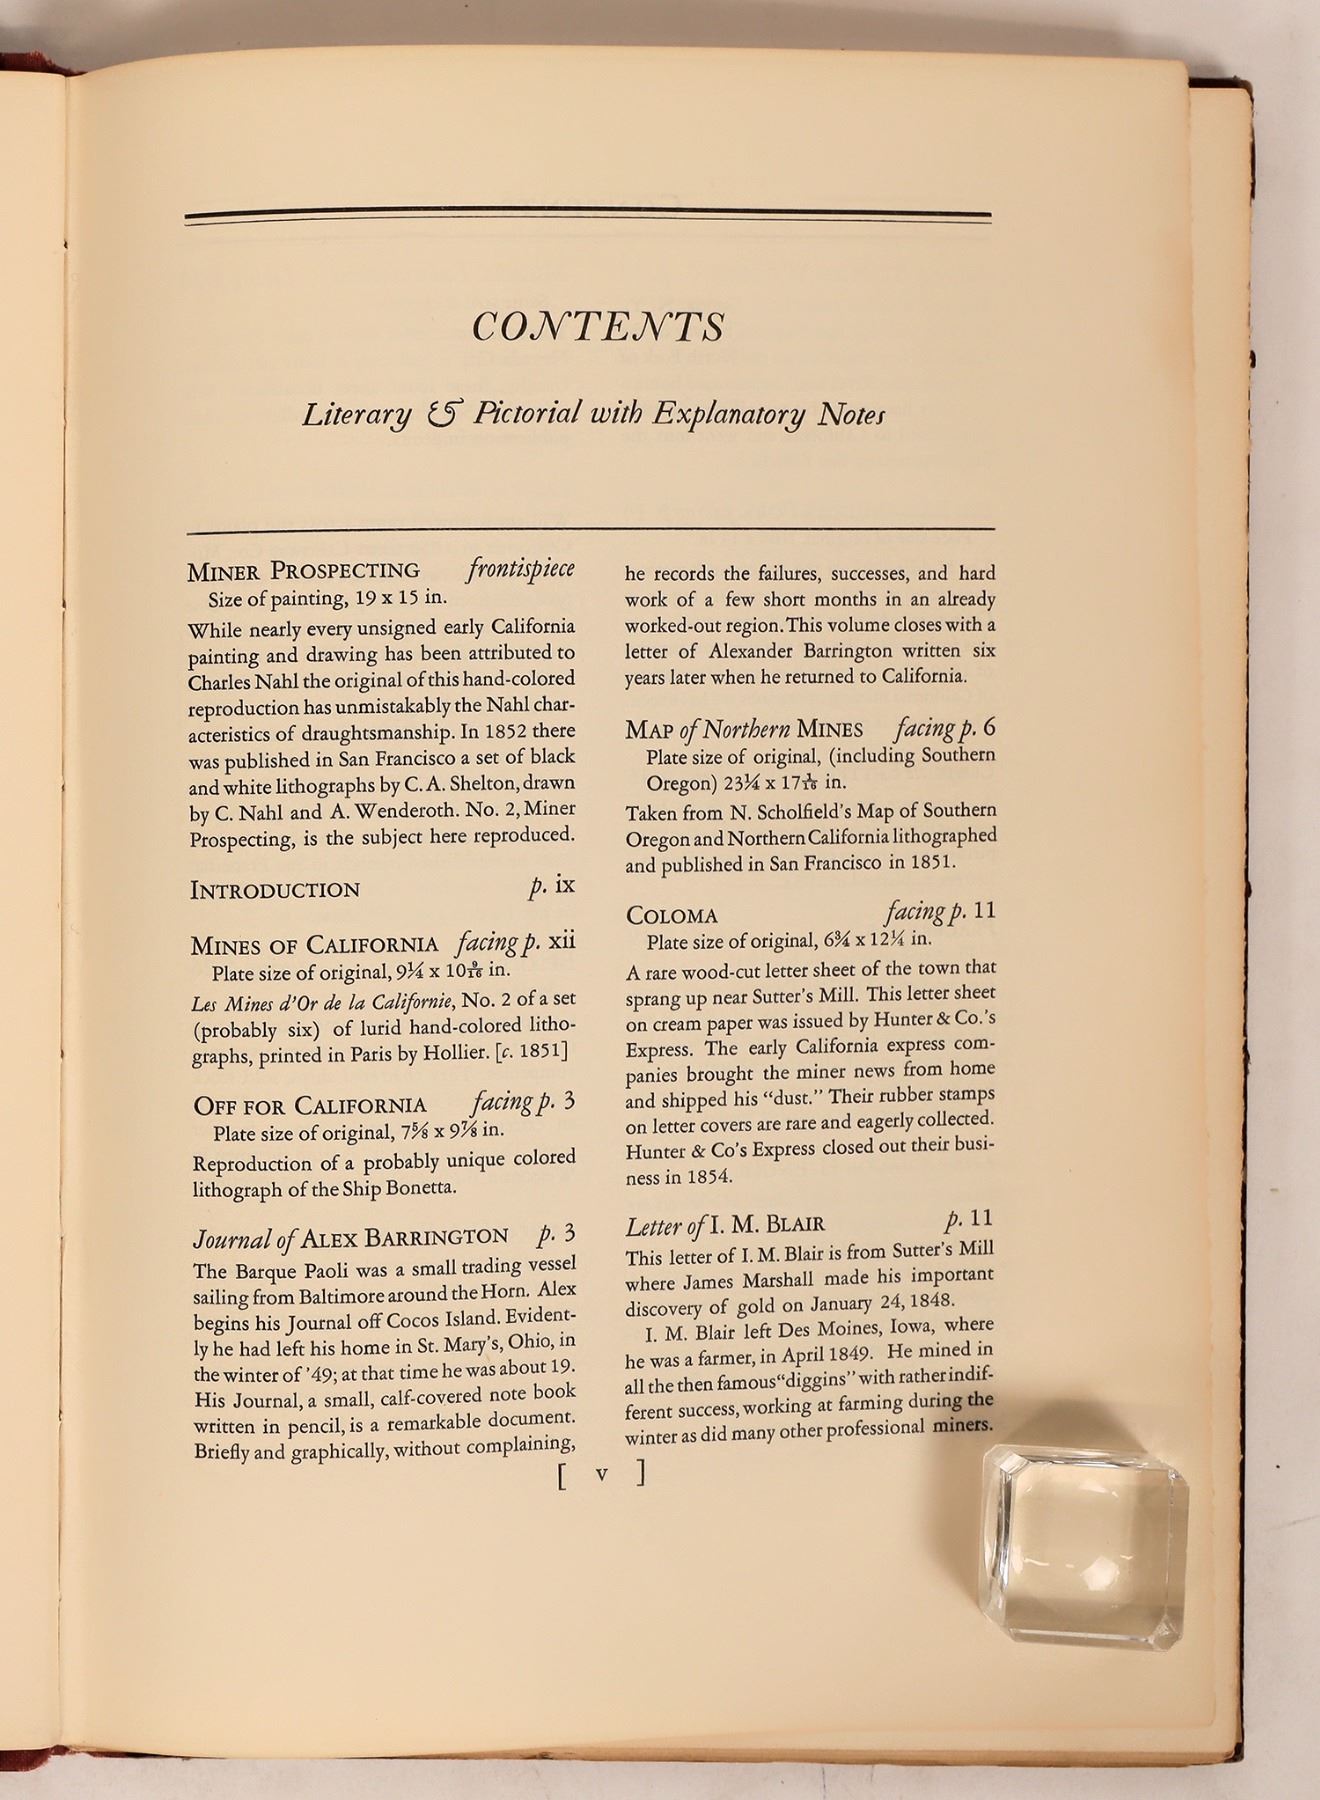 CONTENTS
Literary & Pictorial with Explanatory Notes
MINER PROSPECTING frontispiece
Size of painting, 19 x 15 in.
While nearly every unsigned early California
painting and drawing has been attributed to
Charles Nahl the original of this hand-colored
reproduction has unmistakably the Nahl char-
acteristics of draughtsmanship. In 1852 there
was published in San Francisco a set of black
and white lithographs by C. A. Shelton, drawn
by C. Nahl and A. Wenderoth. No. 2, Miner
Prospecting, is the subject here reproduced.
INTRODUCTION p. ix
MINES OF CALIFORNIA facing p. xii
Plate size of original, 9¼ x 10 9/16 in.
Les Mines d'Or de la Californie, No. 2 of a set
(probably six) of lurid hand-colored litho-
graphs, printed in Paris by Hollier. [c. 1851]
OFF FOR CALIFORNIA facing p. 3
Plate size of original, 7⅝ x 9⅞ in.
Reproduction of a probably unique colored
lithograph of the Ship Bonetta.
Journal of ALEX BARRINGTON p. 3
The Barque Paoli was a small trading vessel
sailing from Baltimore around the Horn. Alex
begins his Journal off Cocos Island. Evident-
ly he had left his home in St. Mary's, Ohio, in
the winter of '49; at that time he was about 19.
His Journal, a small, calf-covered note book
written in pencil, is a remarkable document.
Briefly and graphically, without complaining,
he records the failures, successes, and hard
work of a few short months in an already
worked-out region. This volume closes with a
letter of Alexander Barrington written six
years later when he returned to California.
MAP of Northern MINES facing p. 6
Plate size of original, (including Southern
Oregon) 23¼ x 17 1/16 in.
Taken from N. Scholfield's Map of Southern
Oregon and Northern California lithographed
and published in San Francisco in 1851.
COLOMA facing p. 11
Plate size of original, 6¾ x 12¼ in.
A rare wood-cut letter sheet of the town that
sprang up near Sutter's Mill. This letter sheet
on cream paper was issued by Hunter & Co.'s
Express. The early California express com-
panies brought the miner news from home
and shipped his "dust." Their rubber stamps
on letter covers are rare and eagerly collected.
Hunter & Co's Express closed out their busi-
ness in 1854.
Letter of I. M. BLAIR p. 11
This letter of I. M. Blair is from Sutter's Mill
where James Marshall made his important
discovery of gold on January 24, 1848.
I. M. Blair left Des Moines, Iowa, where
he was a farmer, in April 1849. He mined in
all the then famous "diggins" with rather indif-
ferent success, working at farming during the
winter as did many other professional miners.
[ v ]